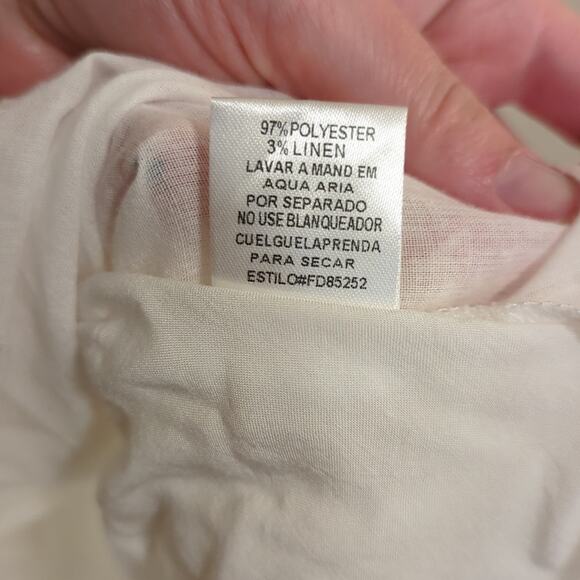 97%POLYESTER
3% LINEN
LAVAR A MAND EM
AQUA ARIA
POR SEPARADO
NO USE BLANQUEADOR
CUELGUELAPRENDA
PARA SECAR
ESTILO#FD85252